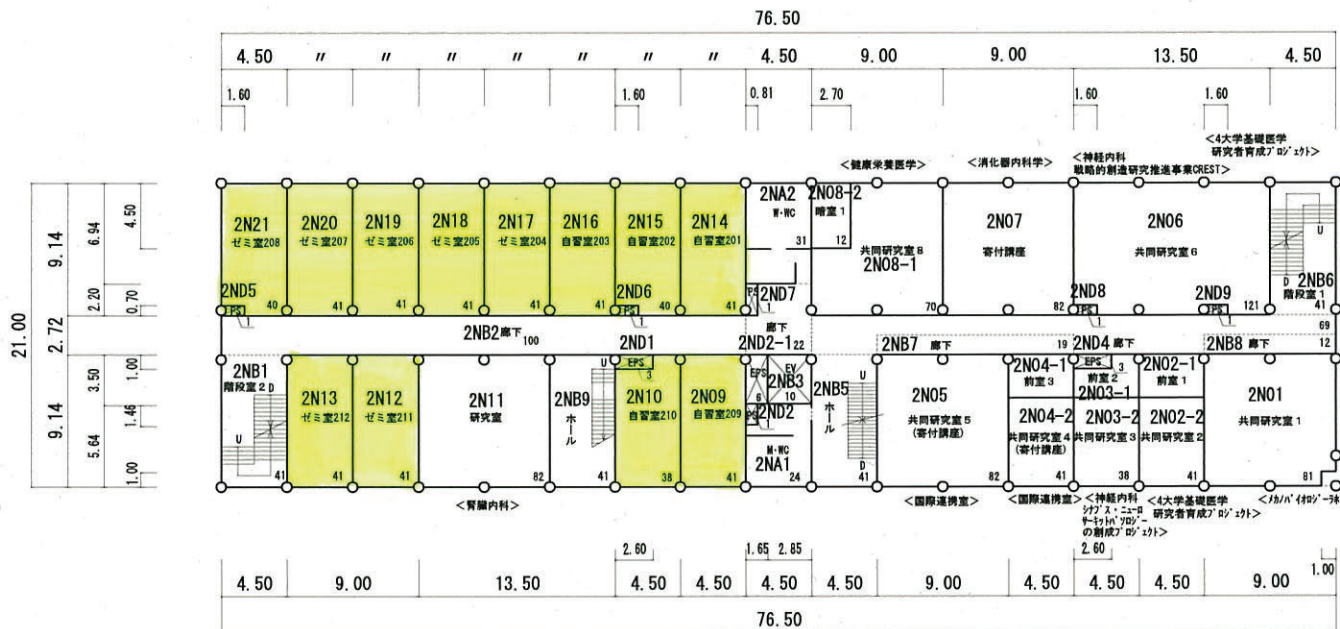 76.50
4.50 〃 〃 〃 〃 〃 〃 〃 4.50 9.00 9.00 13.50 4.50
1.60 1.60 0.81 2.70 1.60 1.60
<4大学基礎医学
研究者育成プロジェクト>
<健康栄養医学> <消化器内科学> <神経内科
戦略的創造研究推進事業CREST>
21.00
9.14 2.72 9.14
6.94 2.20 3.50 1.46 5.64
4.50 0.70 1.00 1.00
2N21
ゼミ室208
40
2N20
ゼミ室207
41
2N19
ゼミ室206
41
2N18
ゼミ室205
41
2N17
ゼミ室204
41
2N16
自習室203
41
2N15
自習室202
40
2N14
自習室201
41
2NA2
W・WC
31
2N08-2
暗室1
12
共同研究室8
2N08-1
70
2N07
寄付講座
82
2N06
共同研究室6
121
U
D
2NB6
階段室1
41
2ND5
PS
1
2ND6
PS
1
PS
2ND7
1
2ND8
PS
1
2ND9
PS
1
2NB2廊下
100
廊下
2ND2-1 22
69
2NB7 廊下 19
廊下
2NB8 廊下 12
2NB1
階段室2
D
U
41
2N13
ゼミ室212
41
2N12
ゼミ室211
41
2N11
研究室
82
2NB9
ホール
U
41
2ND1
EPS
3
2N10
自習室210
38
2N09
自習室209
41
EPS
6
EV
2NB3
10
PS
2ND2
1
M・WC
2NA1
24
2NB5
ホール
U
D
41
2N05
共同研究室5
(寄付講座)
82
2N04-1
前室3
2N04-2
共同研究室4
(寄付講座)
41
2ND4
EPS
3
前室2
2N03-1
2N03-2
共同研究室3
38
2N02-1
前室1
2N02-2
共同研究室2
41
2N01
共同研究室1
81
<腎臓内科>
<国際連携室>
<国際連携室>
<神経内科
シナプス・ニューロ
サーキットパソロジー
の創成プロジェクト>
<4大学基礎医学
研究者育成プロジェクト>
2.60 1.65 2.85 2.60 1.00
4.50 9.00 13.50 4.50 4.50 4.50 4.50 9.00 4.50 4.50 4.50 9.00
76.50